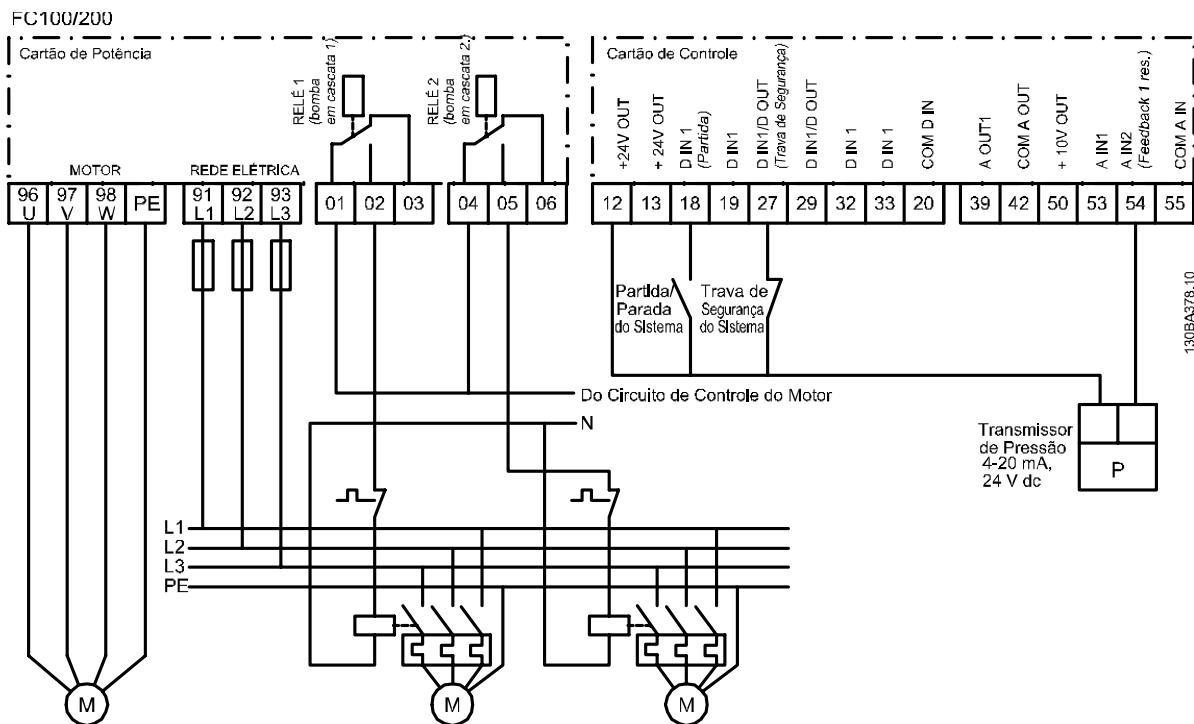 FC100/200
Cartão de Potência
RELÉ 1
(bomba
em cascata 1)
RELÉ 2
(bomba
em cascata 2.)
MOTOR
REDE ELÉTRICA
96
U
97
V
98
W
PE
91
L1
92
L2
93
L3
01
02
03
04
05
06
Cartão de Controle
+24V OUT
+ 24V OUT
D IN 1
(Partida)
D IN1
D IN1/D OUT
(Trava de Segurança)
D IN1/D OUT
D IN 1
D IN 1
COM D IN
A OUT1
COM A OUT
+ 10V OUT
A IN1
A IN2
(Feedback 1 res.)
COM A IN
12
13
18
19
27
29
32
33
20
39
42
50
53
54
55
Partida/
Parada
do Sistema
Trava de
Segurança
do Sistema
130BA378.10
Do Circuito de Controle do Motor
N
Transmissor
de Pressão
4-20 mA,
24 V dc
P
L1
L2
L3
PE
M
M
M